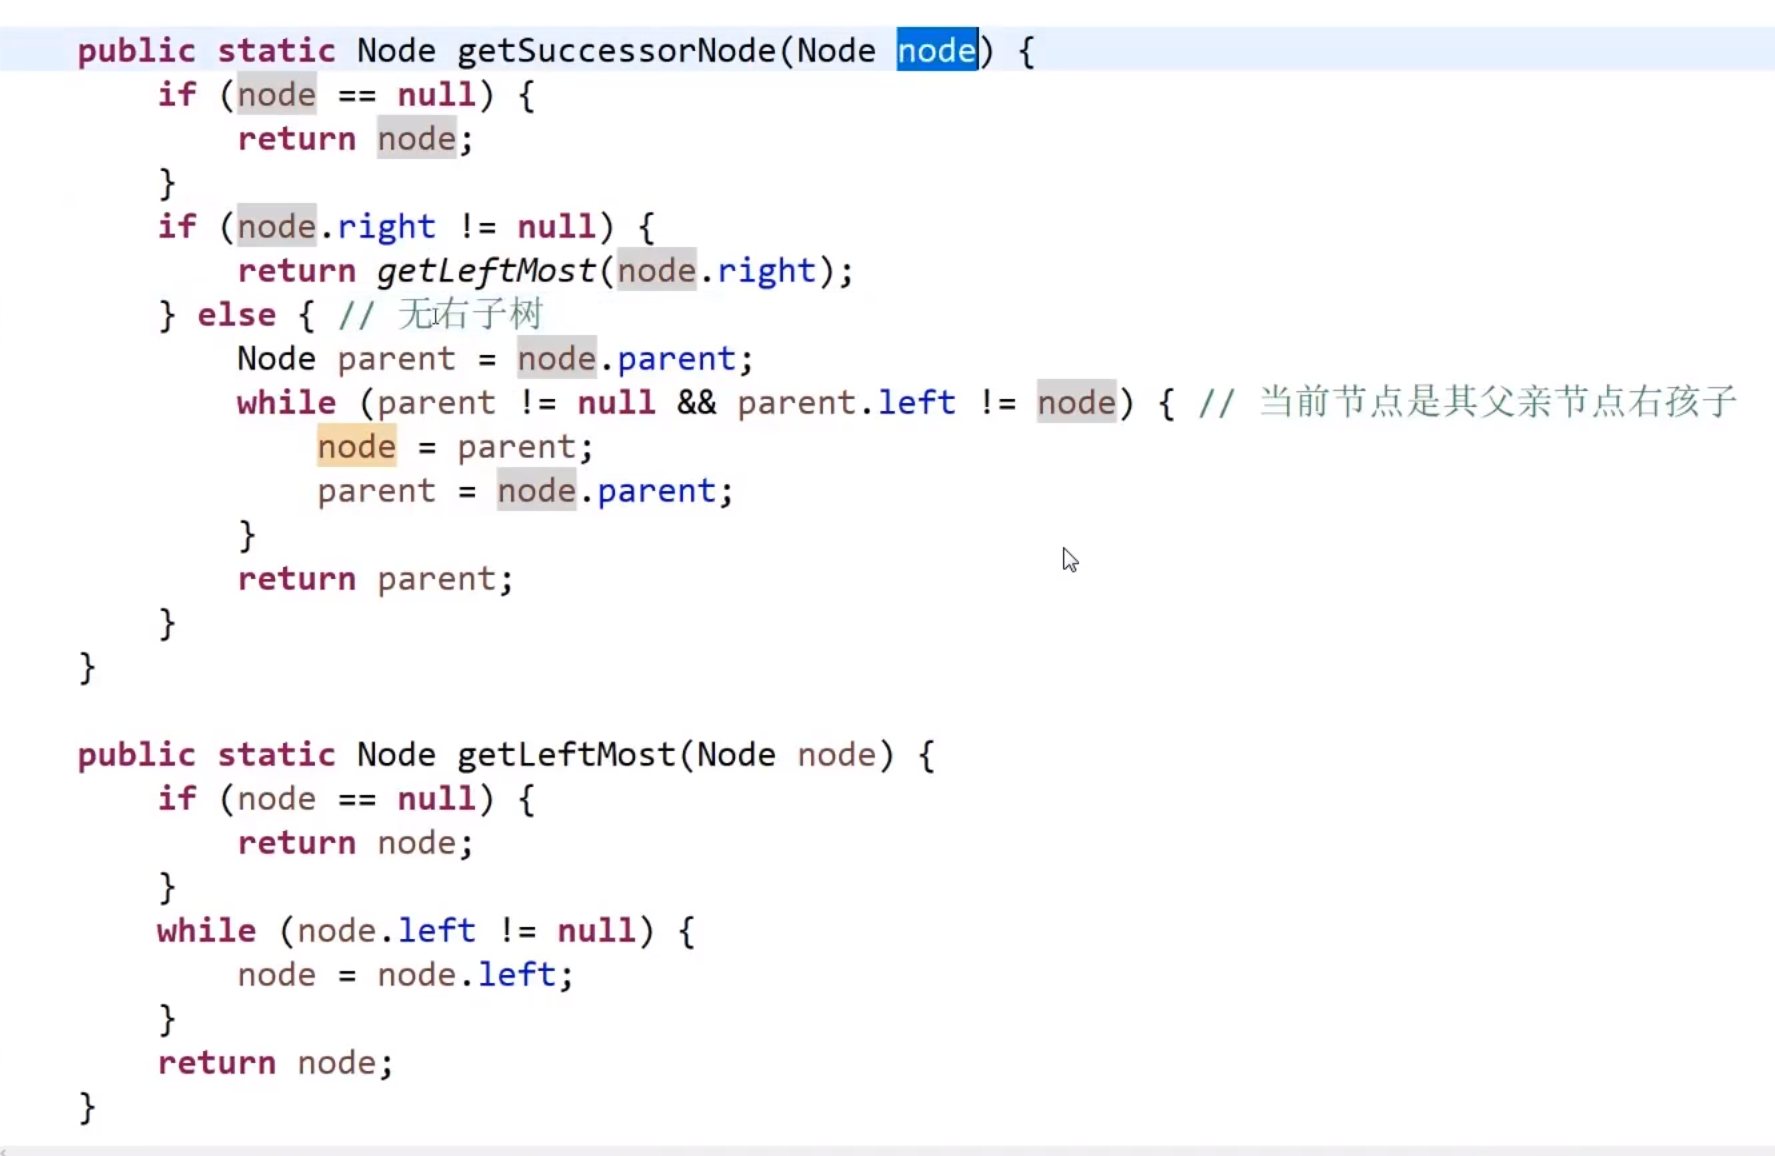 public static Node getSuccessorNode(Node node) {
if (node == null) {
return node;
}
if (node.right != null) {
return getLeftMost(node.right);
} else { // 无右子树
Node parent = node.parent;
while (parent != null && parent.left != node) { // 当前节点是其父亲节点右孩子
node = parent;
parent = node.parent;
}
return parent;
}
}
public static Node getLeftMost(Node node) {
if (node == null) {
return node;
}
while (node.left != null) {
node = node.left;
}
return node;
}